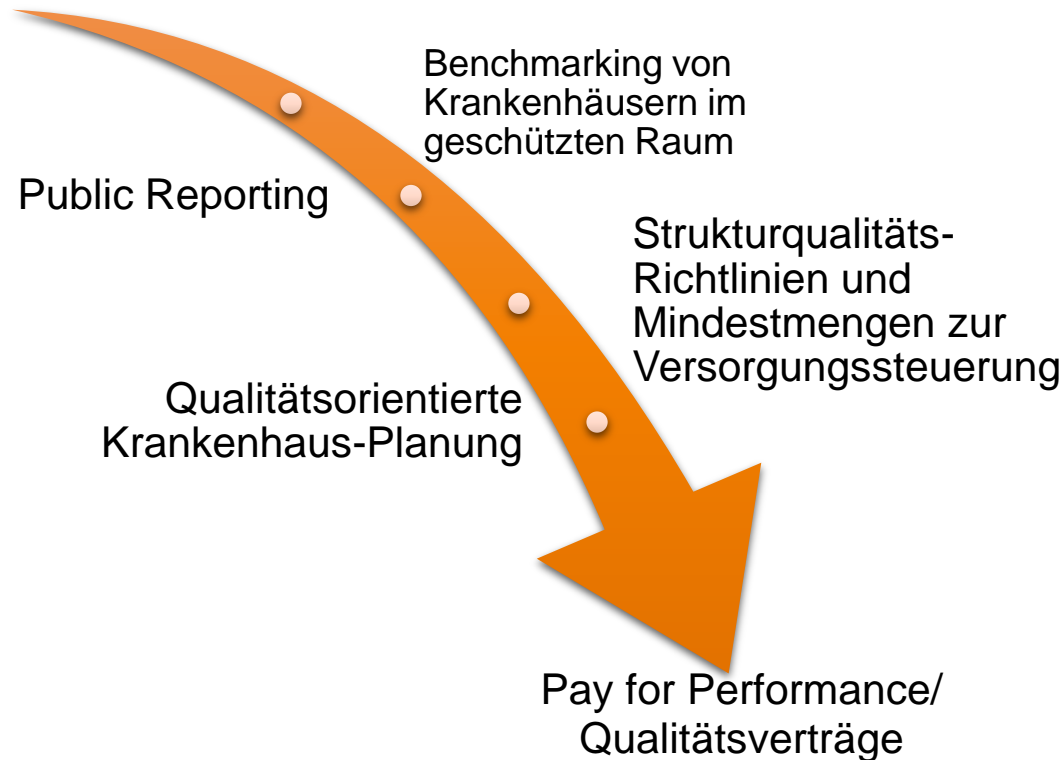 Benchmarking von
Krankenhäusern im
geschützten Raum
Public Reporting
Strukturqualitäts-
Richtlinien und
Mindestmengen zur
Versorgungssteuerung
Qualitätsorientierte
Krankenhaus-Planung
Pay for Performance/
Qualitätsverträge